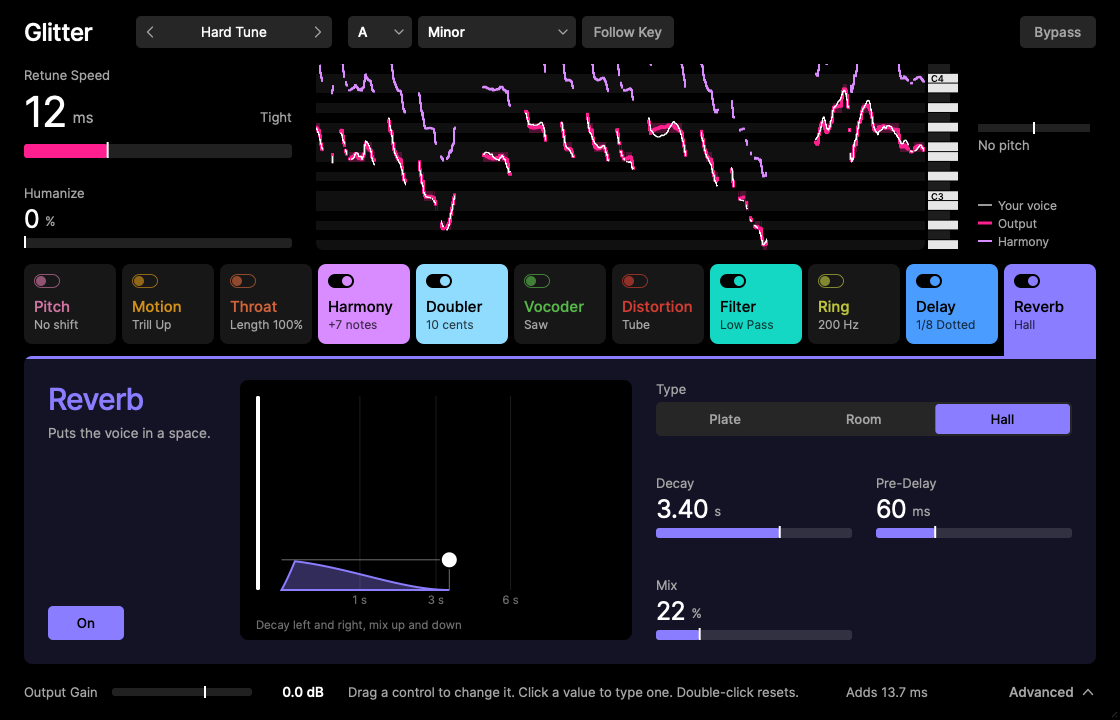 Glitter
Hard Tune
A
Minor
Follow Key
Bypass
Retune Speed
12 ms
Tight
Humanize
0 %
C4
C3
No pitch
Your voice
Output
Harmony
Pitch
No shift
Motion
Trill Up
Throat
Length 100%
Harmony
+7 notes
Doubler
10 cents
Vocoder
Saw
Distortion
Tube
Filter
Low Pass
Ring
200 Hz
Delay
1/8 Dotted
Reverb
Hall
Reverb
Puts the voice in a space.
On
1 s
3 s
6 s
Decay left and right, mix up and down
Type
Plate
Room
Hall
Decay
3.40 s
Pre-Delay
60 ms
Mix
22 %
Output Gain
0.0 dB
Drag a control to change it. Click a value to type one. Double-click resets.
Adds 13.7 ms
Advanced